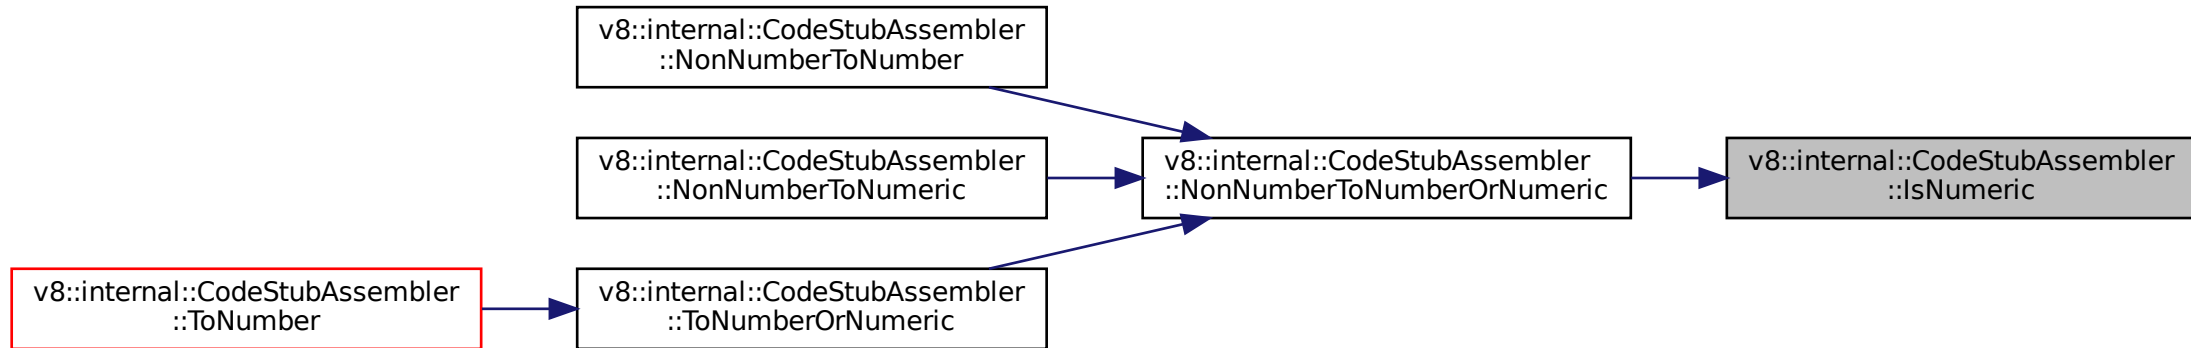 v8::internal::CodeStubAssembler
::NonNumberToNumber
v8::internal::CodeStubAssembler
::NonNumberToNumeric
v8::internal::CodeStubAssembler
::NonNumberToNumberOrNumeric
v8::internal::CodeStubAssembler
::IsNumeric
v8::internal::CodeStubAssembler
::ToNumber
v8::internal::CodeStubAssembler
::ToNumberOrNumeric